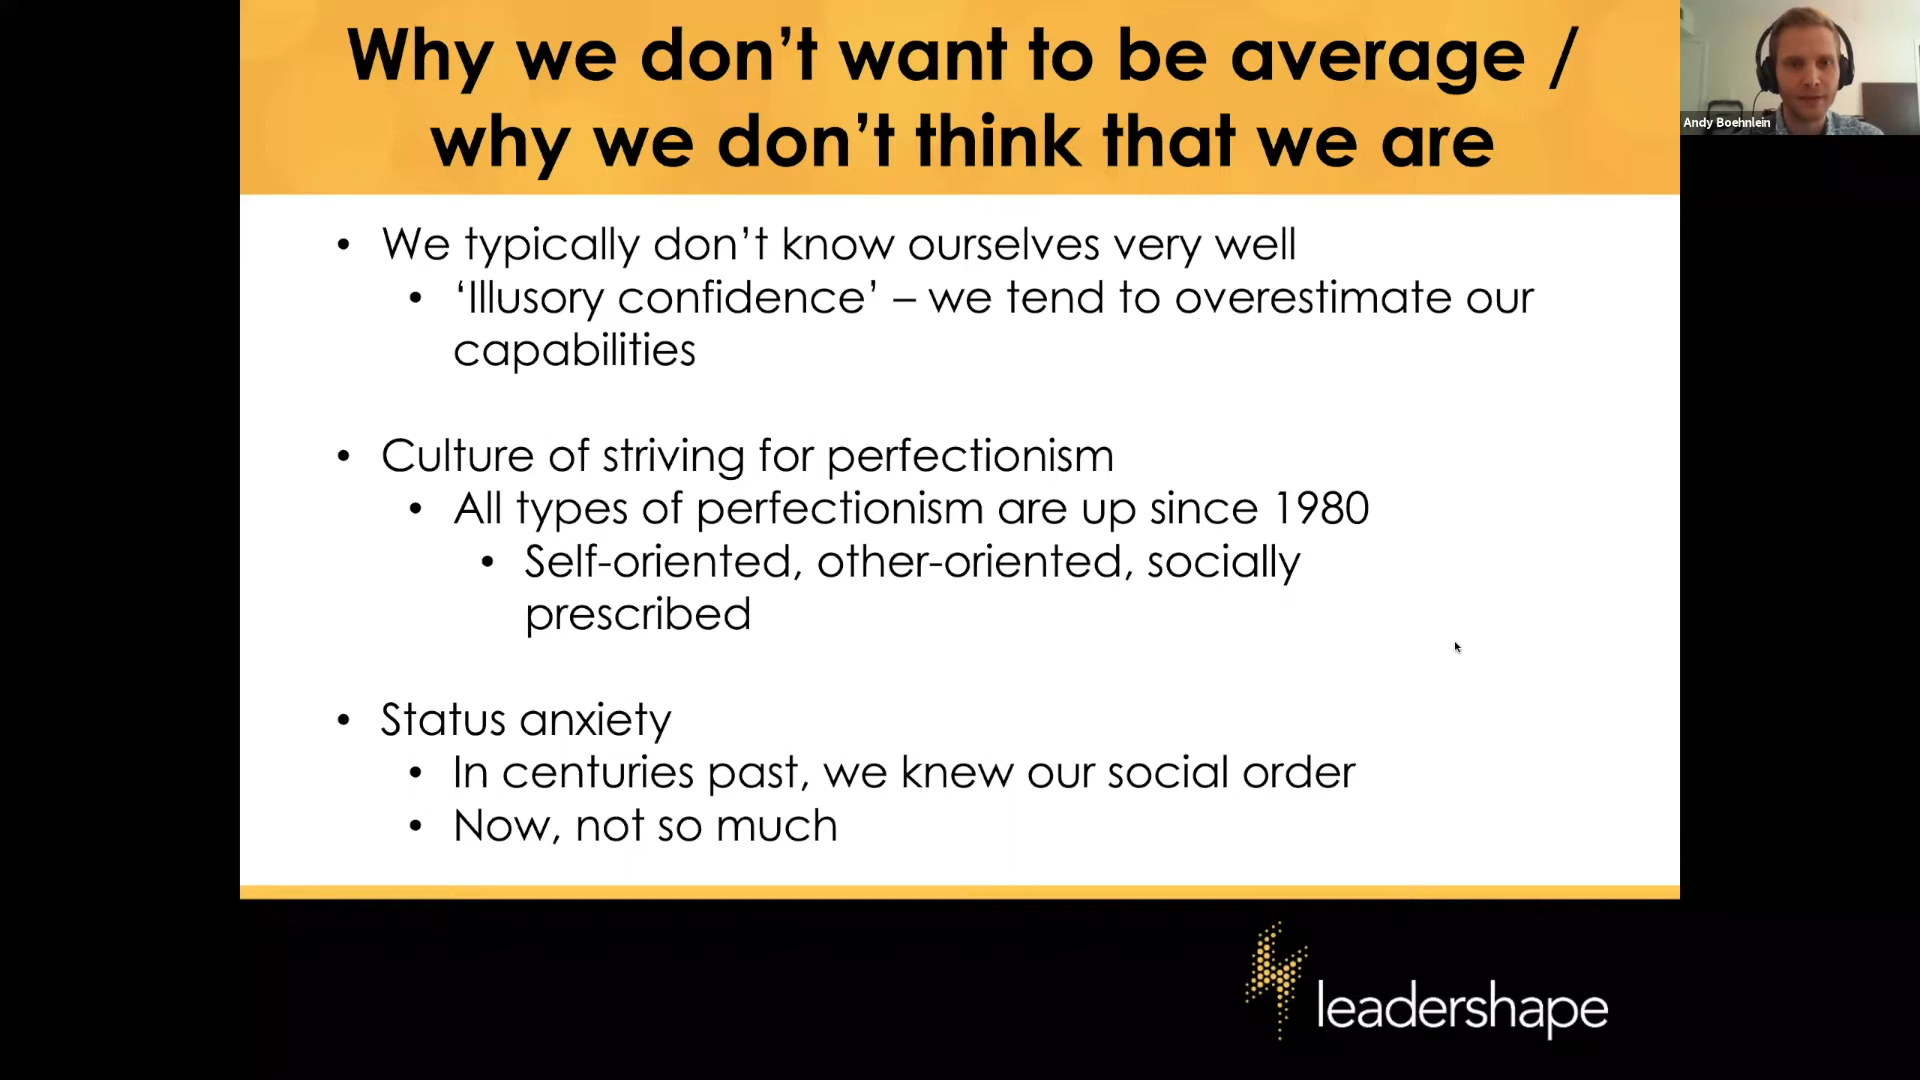 Why we don’t want to be average /
why we don’t think that we are
Andy Boehnlein
• We typically don’t know ourselves very well
• ‘Illusory confidence’ – we tend to overestimate our
capabilities
• Culture of striving for perfectionism
• All types of perfectionism are up since 1980
• Self-oriented, other-oriented, socially
prescribed
• Status anxiety
• In centuries past, we knew our social order
• Now, not so much
leadershape